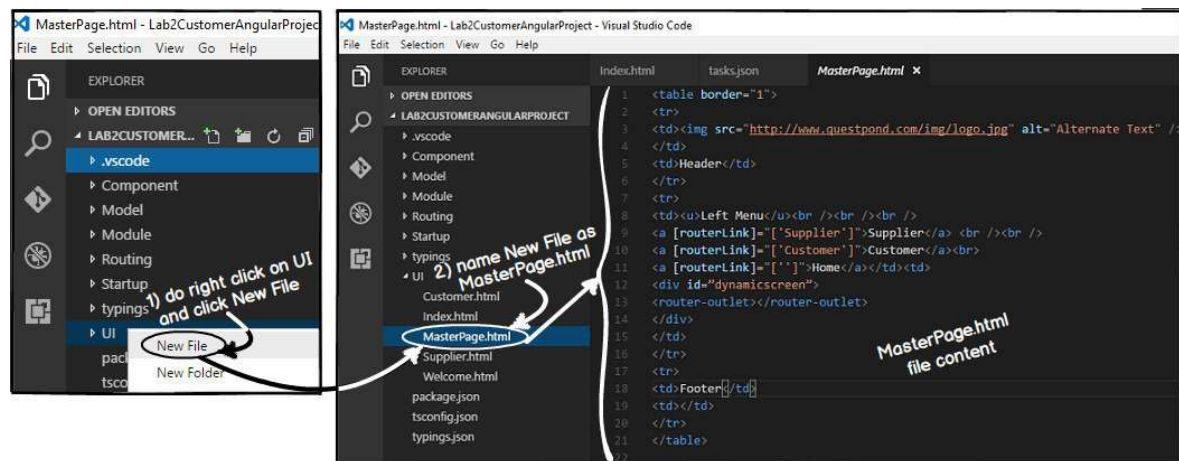 MasterPage.html - Lab2CustomerAngularProjec
File Edit Selection View Go Help
EXPLORER
OPEN EDITORS
LAB2CUSTOMER...
.vscode
Component
Model
Module
Routing
Startup
typings
UI
New File
New Folder
pac
tsco
1) do right click on UI
and click New File
MasterPage.html - Lab2CustomerAngularProject - Visual Studio Code
File Edit Selection View Go Help
EXPLORER
OPEN EDITORS
LAB2CUSTOMERANGULARPROJECT
.vscode
Component
Model
Module
Routing
Startup
typings
UI
Customer.html
Index.html
MasterPage.html
Supplier.html
Welcome.html
package.json
tsconfig.json
typings.json
2) name New File as
MasterPage.html
Index.html tasks.json MasterPage.html ×
1 <table border="1">
2 <tr>
3 <td><img src="http://www.questpond.com/img/logo.jpg" alt="Alternate Text" />
4 </td>
5 <td>Header</td>
6 </tr>
7 <tr>
8 <td><u>Left Menu</u><br /><br /><br />
9 <a [routerLink]="['Supplier']">Supplier</a> <br /><br />
10 <a [routerLink]="['Customer']">Customer</a><br>
11 <a [routerLink]="['']">Home</a></td><td>
12 <div id="dynamicscreen">
13 <router-outlet></router-outlet>
14 </div>
15 </td>
16 </tr>
17 <tr>
18 <td>Footer</td>
19 <td></td>
20 </tr>
21 </table>
22
MasterPage.html
file content